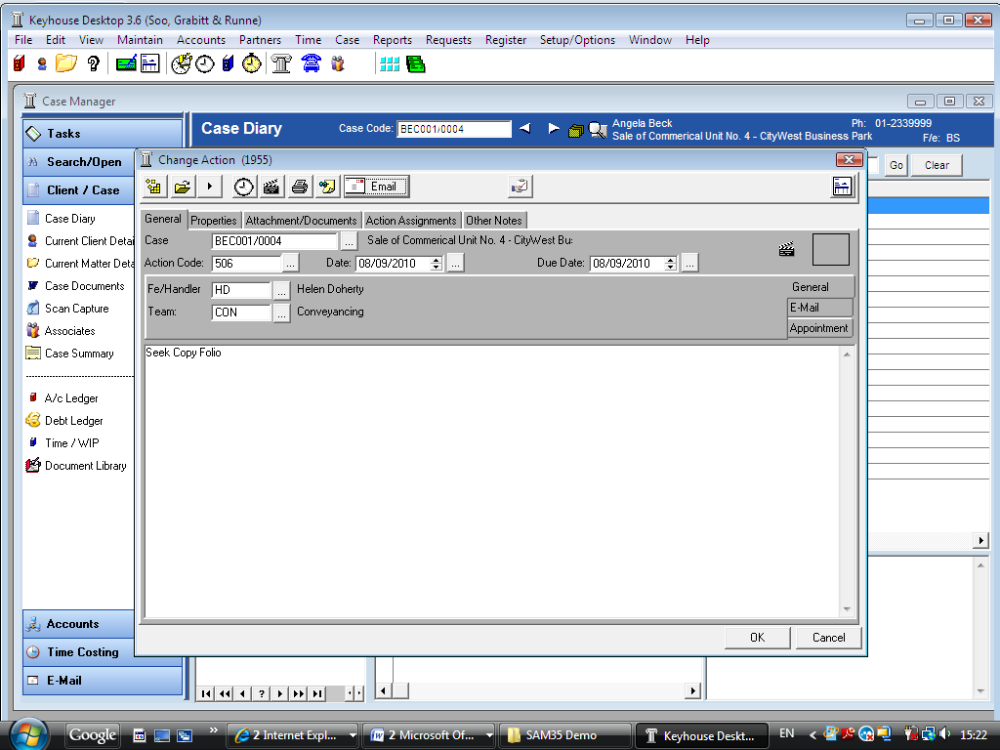 Keyhouse Desktop 3.6 (Soo, Grabitt & Runne)
File Edit View Maintain Accounts Partners Time Case Reports Requests Register Setup/Options Window Help
Case Manager
Tasks
Search/Open
Client / Case
Case Diary
Current Client Detai
Current Matter Deta
Case Documents
Scan Capture
Associates
Case Summary
A/c Ledger
Debt Ledger
Time / WIP
Document Library
Accounts
Time Costing
E-Mail
Case Diary Case Code: BEC001/0004
Angela Beck Ph: 01-2339999
Sale of Commerical Unit No. 4 - CityWest Business Park
F/e: BS
Go Clear
Change Action (1955)
Email
General Properties Attachment/Documents Action Assignments Other Notes
Case BEC001/0004 ... Sale of Commerical Unit No. 4 - CityWest Bu:
Action Code: 506 ... Date: 08/09/2010 ... Due Date: 08/09/2010 ...
Fe/Handler HD ... Helen Doherty
Team: CON ... Conveyancing
General
E-Mail
Appointment
Seek Copy Folio
OK Cancel
?
Google » 2 Internet Expl... 2 Microsoft Of... SAM35 Demo Keyhouse Deskt... EN < 15:22